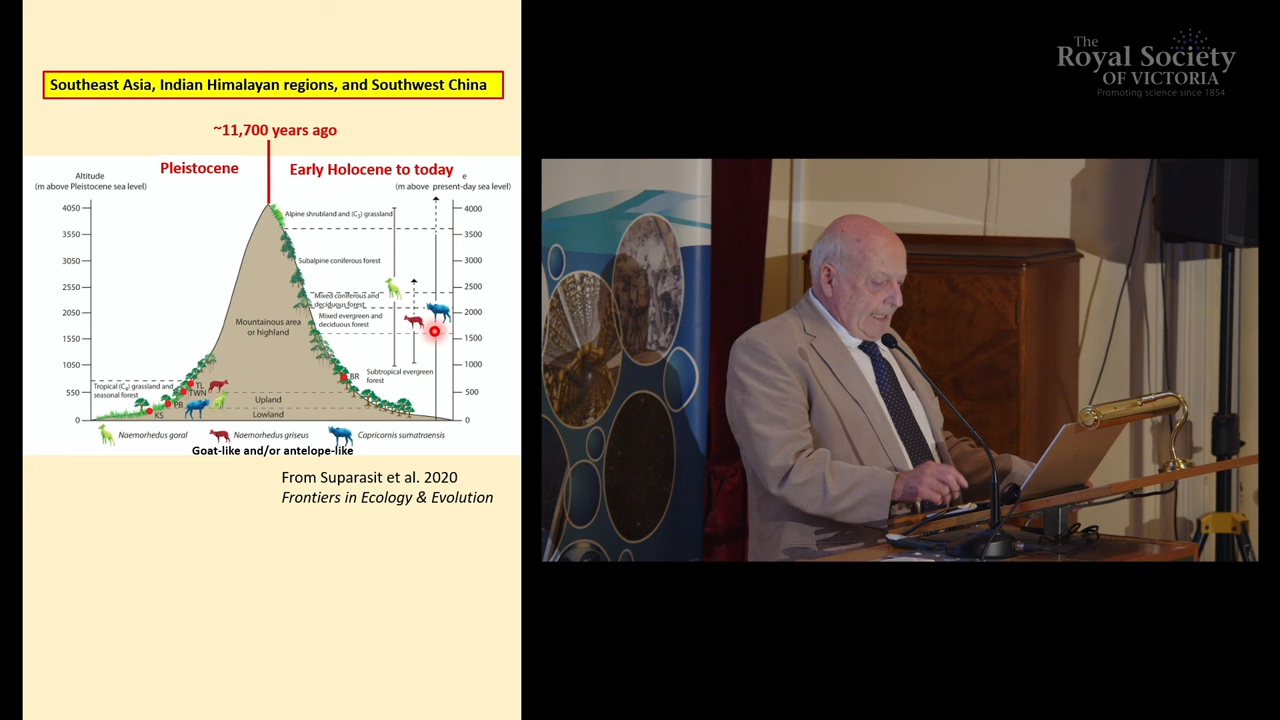 Southeast Asia, Indian Himalayan regions, and Southwest China
~11,700 years ago
Pleistocene
Early Holocene to today
Altitude
(m above Pleistocene sea level)
e
(m above present-day sea level)
4050
3550
3050
2550
2050
1550
1050
550
0
4000
3500
3000
2500
2000
1500
1000
500
0
Alpine shrubland and (C3) grassland
Subalpine coniferous forest
Mixed coniferous and
deciduous forest
Mixed evergreen and
deciduous forest
Subtropical evergreen
forest
Mountainous area
or highland
Tropical (C4) grassland and
seasonal forest
TL
TWN
PB
KS
BR
Upland
Lowland
Naemorhedus goral
Naemorhedus griseus
Capricornis sumatraensis
Goat-like and/or antelope-like
From Suparasit et al. 2020
Frontiers in Ecology & Evolution
The
Royal Society
OF VICTORIA
Promoting science since 1854